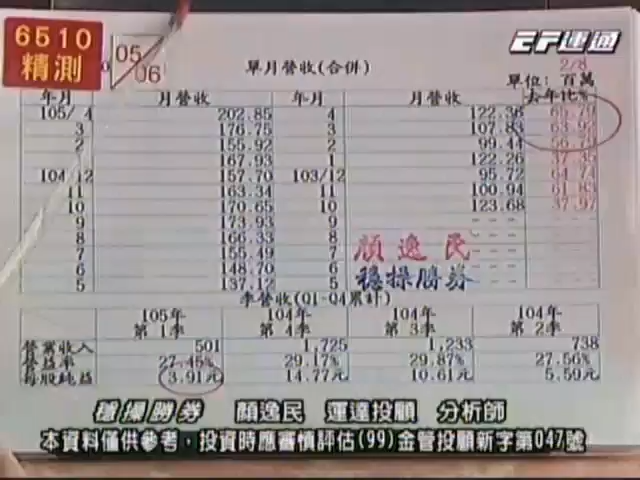 6510
精測
05
06
EF運通
單月營收(合併)
2/8
單位: 百萬
年月 月營收 年月 月營收 去年比%
105/ 4 202.85 4 122.36
3 176.75 3 107.83 63.92
2 155.92 2 99.44
1 167.93 1 122.26 37.35
104/12 157.70 103/12 95.72 64.74
11 163.34 11 100.94 61.83
10 170.65 10 123.68 37.97
9 173.93 9
8 166.33 8
7 155.49 7
6 148.70 6
5 137.12 5
顏逸民
穩操勝券
季營收(Q1-Q4累計)
105年 104年 104年 104年
第1季 第4季 第3季 第2季
營業收入 501 1,725 1,233 738
營益率 27.45% 29.17% 29.87% 27.56%
每股純益 3.91元 14.77元 10.61元 5.59元
穩操勝券 顏逸民 運達投顧 分析師
本資料僅供參考，投資時應審慎評估(99)金管投顧新字第047號